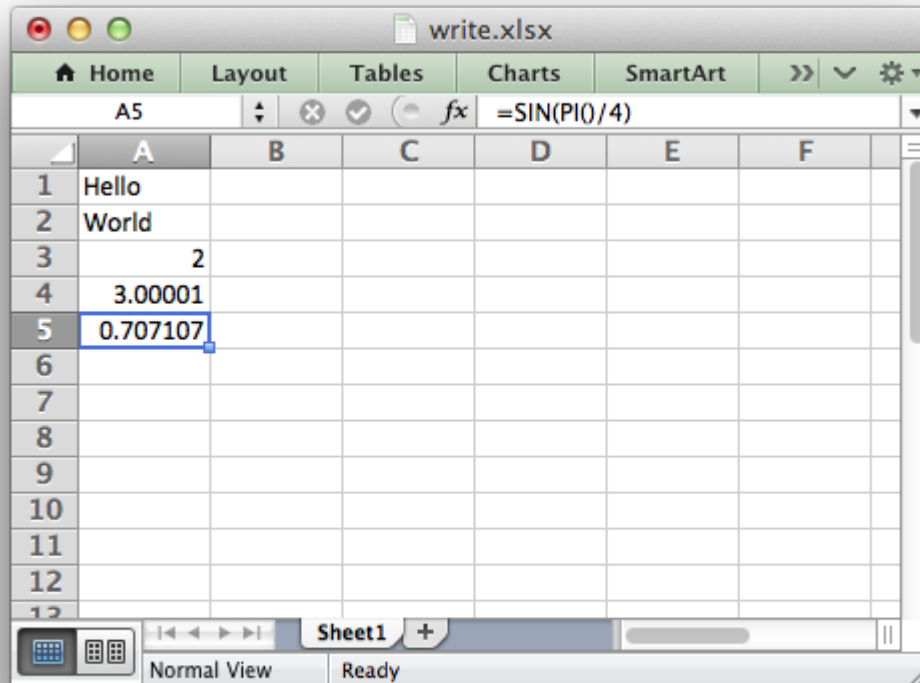 write.xlsx
Home Layout Tables Charts SmartArt
A5 fx =SIN(PI()/4)
A B C D E F
1 Hello
2 World
3 2
4 3.00001
5 0.707107
6
7
8
9
10
11
12
13
Sheet1 +
Normal View Ready